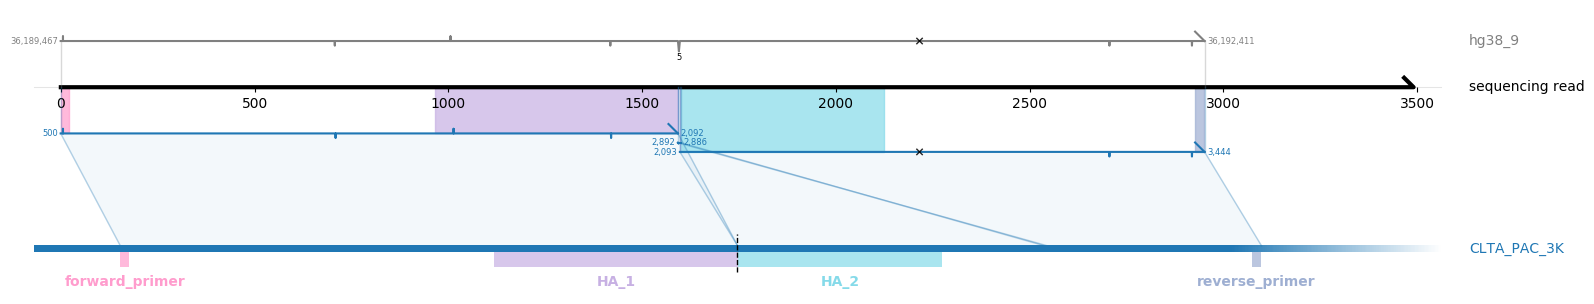 36,189,467
36,192,411
hg38_9
5
sequencing read
0 500 1000 1500 2000 2500 3000 3500
500
2,092
2,892 2,886
2,093
3,444
CLTA_PAC_3K
forward_primer HA_1 HA_2 reverse_primer